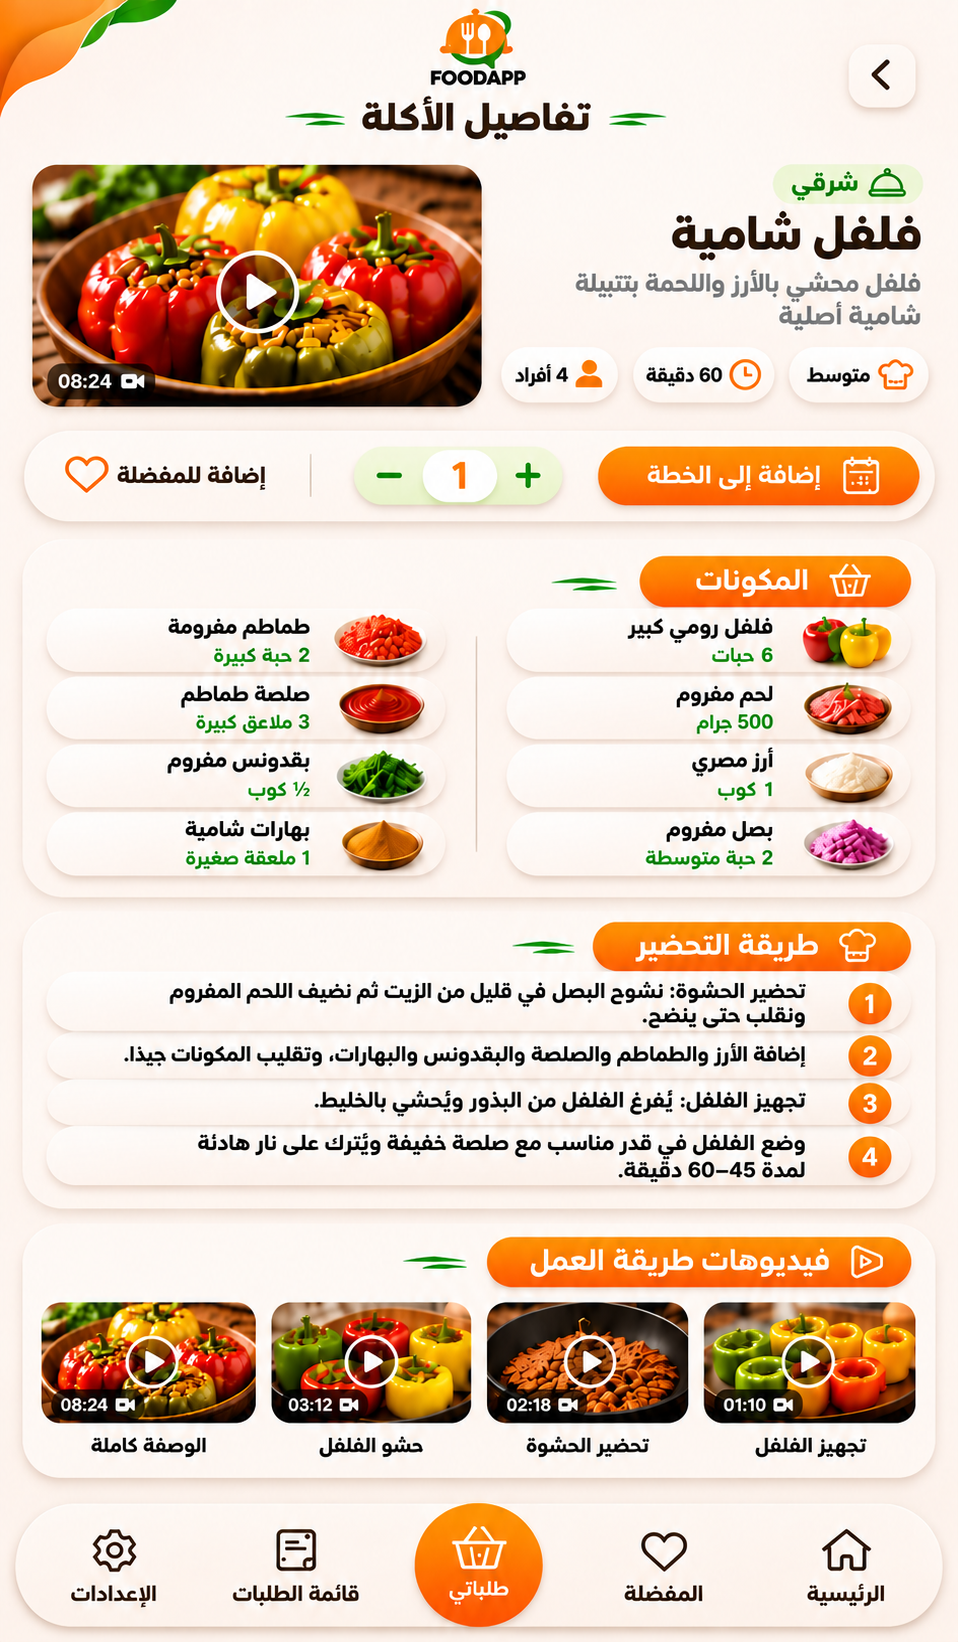 FOODAPP
تفاصيل الأكلة
شرقي
فلفل شامية
فلفل محشي بالأرز واللحمة بتتبيلة
شامية أصلية
متوسط
60 دقيقة
4 أفراد
08:24
إضافة إلى الخطة
+ 1 −
إضافة للمفضلة
المكونات
فلفل رومي كبير
6 حبات
لحم مفروم
500 جرام
أرز مصري
1 كوب
بصل مفروم
2 حبة متوسطة
طماطم مفرومة
2 حبة كبيرة
صلصة طماطم
3 ملاعق كبيرة
بقدونس مفروم
½ كوب
بهارات شامية
1 ملعقة صغيرة
طريقة التحضير
1
تحضير الحشوة: نشوح البصل في قليل من الزيت ثم نضيف اللحم المفروم
ونقلب حتى ينضج.
2
إضافة الأرز والطماطم والصلصة والبقدونس والبهارات، وتقليب المكونات جيدًا.
3
تجهيز الفلفل: يُفرغ الفلفل من البذور ويُحشي بالخليط.
4
وضع الفلفل في قدر مناسب مع صلصة خفيفة ويُترك على نار هادئة
لمدة 45–60 دقيقة.
فيديوهات طريقة العمل
01:10
تجهيز الفلفل
02:18
تحضير الحشوة
03:12
حشو الفلفل
08:24
الوصفة كاملة
الرئيسية
المفضلة
طلباتي
قائمة الطلبات
الإعدادات